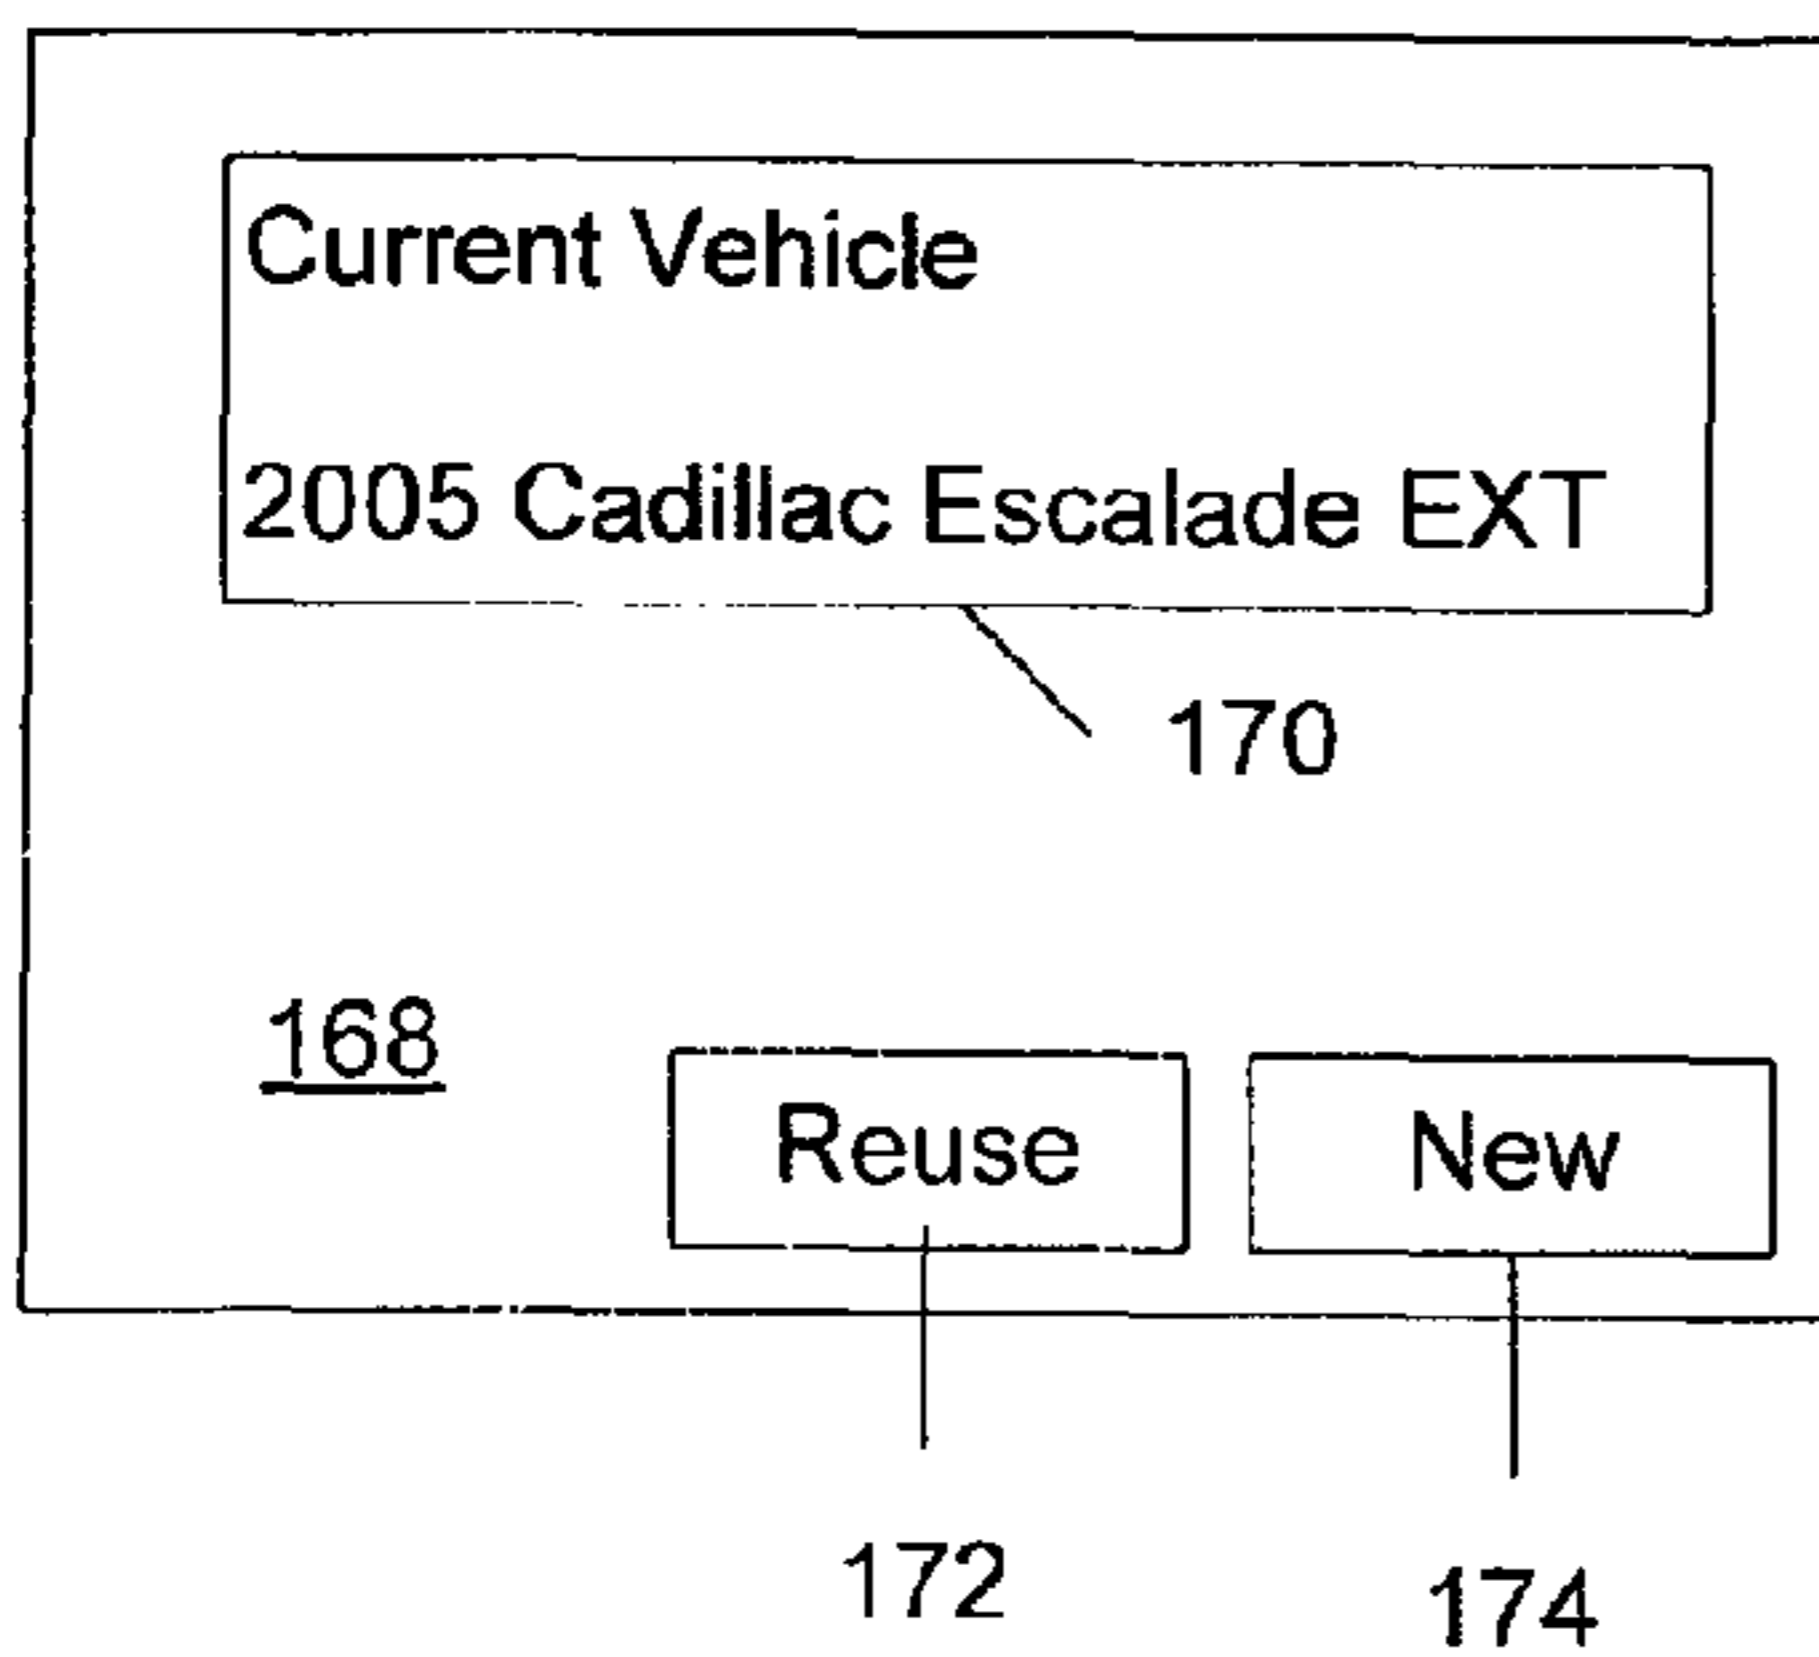 Current Vehicle
2005 Cadillac Escalade EXT
170
168
Reuse
New
172
174